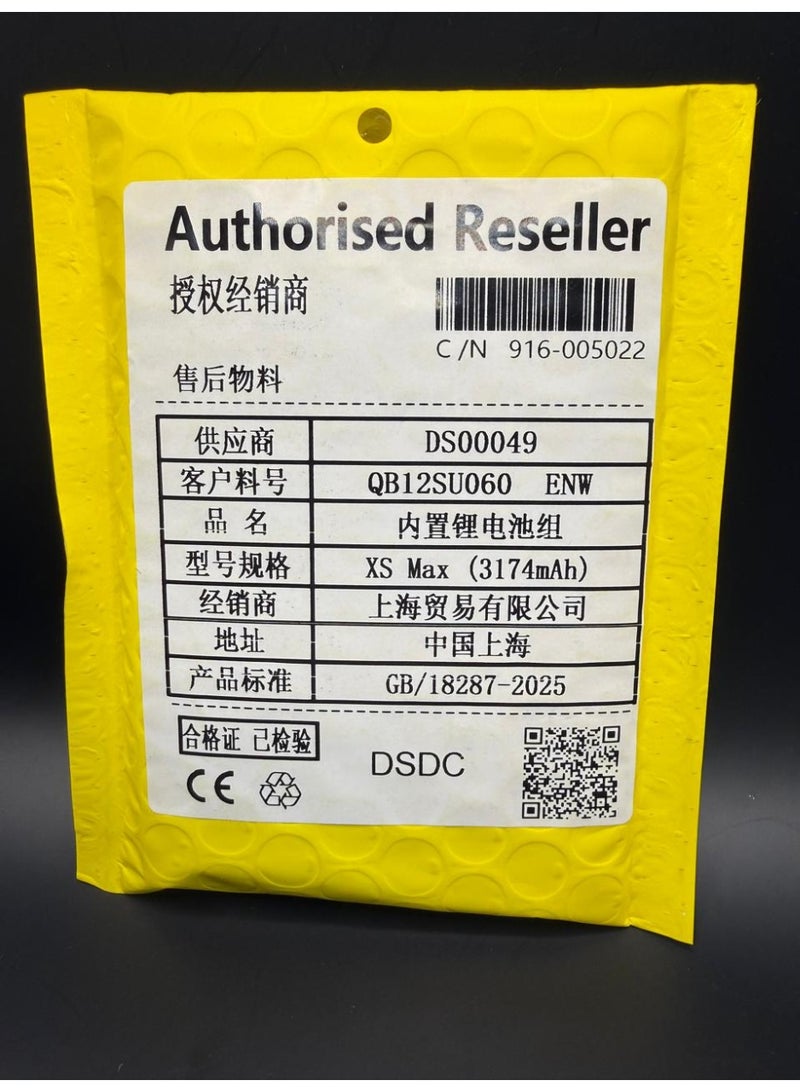 Authorised Reseller
授权经销商
C/N 916-005022
售后物料
供应商 DS00049
客户料号 QB12SU060 ENW
品 名 内置锂电池组
型号规格 XS Max (3174mAh)
经销商 上海贸易有限公司
地址 中国上海
产品标准 GB/18287-2025
合格证 已检验
DSDC
CE